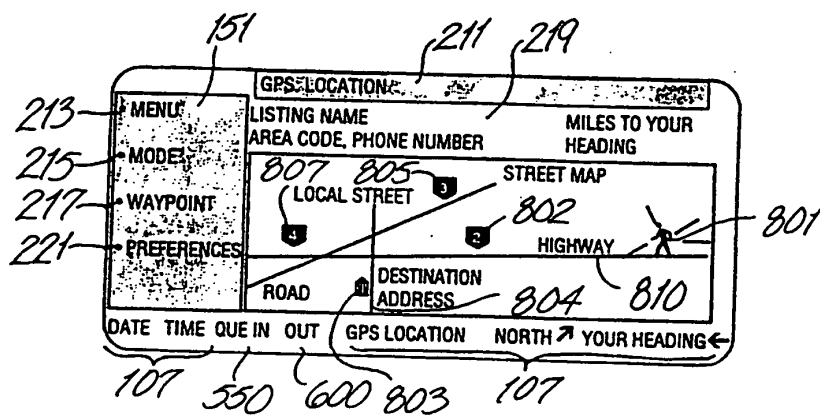 151
211
219
GPS LOCATION
213 MENU
LISTING NAME
AREA CODE, PHONE NUMBER
MILES TO YOUR
HEADING
215 MODE
807
805
3
STREET MAP
LOCAL STREET
217 WAYPOINT
4
2
802
801
221 PREFERENCES
HIGHWAY
ROAD
DESTINATION
ADDRESS
804
810
DATE TIME QUE IN OUT GPS LOCATION NORTH YOUR HEADING
107
550
600
803
107